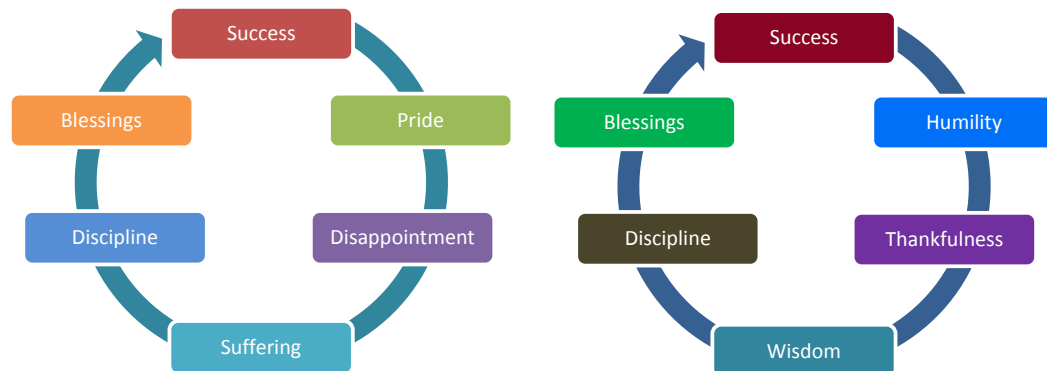 Success
Pride
Disappointment
Suffering
Discipline
Blessings
Success
Humility
Thankfulness
Wisdom
Discipline
Blessings